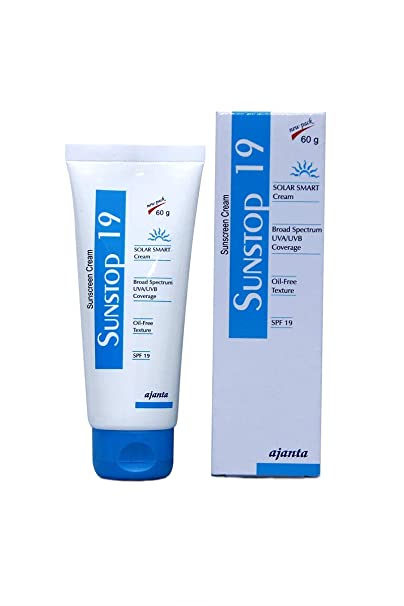 Sunscreen Cream
SUNSTOP 19
new pack
60 g
SOLAR SMART
Cream
Broad Spectrum
UVA/UVB
Coverage
Oil-Free
Texture
SPF 19
ajanta
Sunscreen Cream
SUNSTOP 19
new pack
60 g
SOLAR SMART
Cream
Broad Spectrum
UVA/UVB
Coverage
Oil-Free
Texture
SPF 19
ajanta